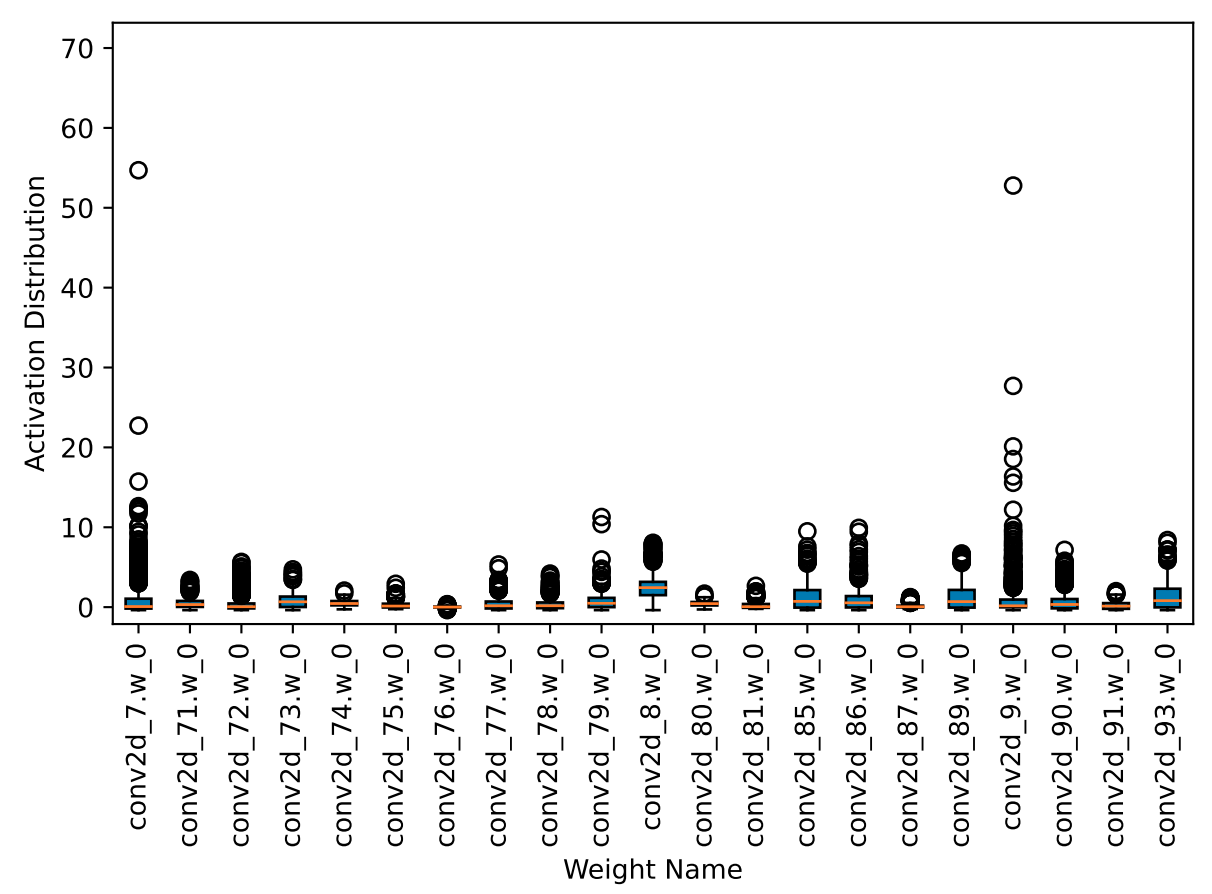 70
60
50
40
30
20
10
0
Activation Distribution
conv2d_7.w_0
conv2d_71.w_0
conv2d_72.w_0
conv2d_73.w_0
conv2d_74.w_0
conv2d_75.w_0
conv2d_76.w_0
conv2d_77.w_0
conv2d_78.w_0
conv2d_79.w_0
conv2d_8.w_0
conv2d_80.w_0
conv2d_81.w_0
conv2d_85.w_0
conv2d_86.w_0
conv2d_87.w_0
conv2d_89.w_0
conv2d_9.w_0
conv2d_90.w_0
conv2d_91.w_0
conv2d_93.w_0
Weight Name